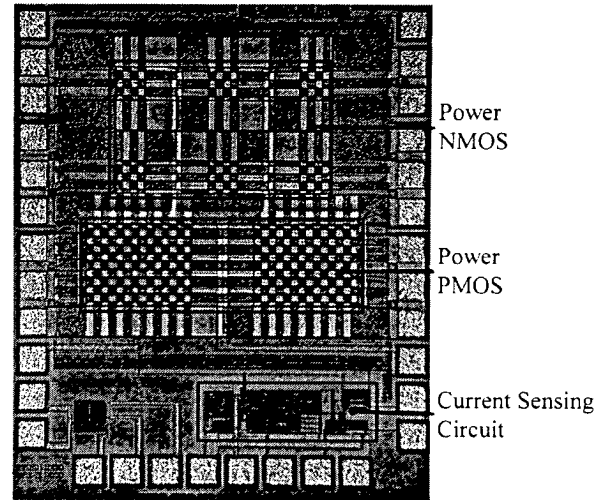 Power
NMOS
Power
PMOS
Current Sensing
Circuit